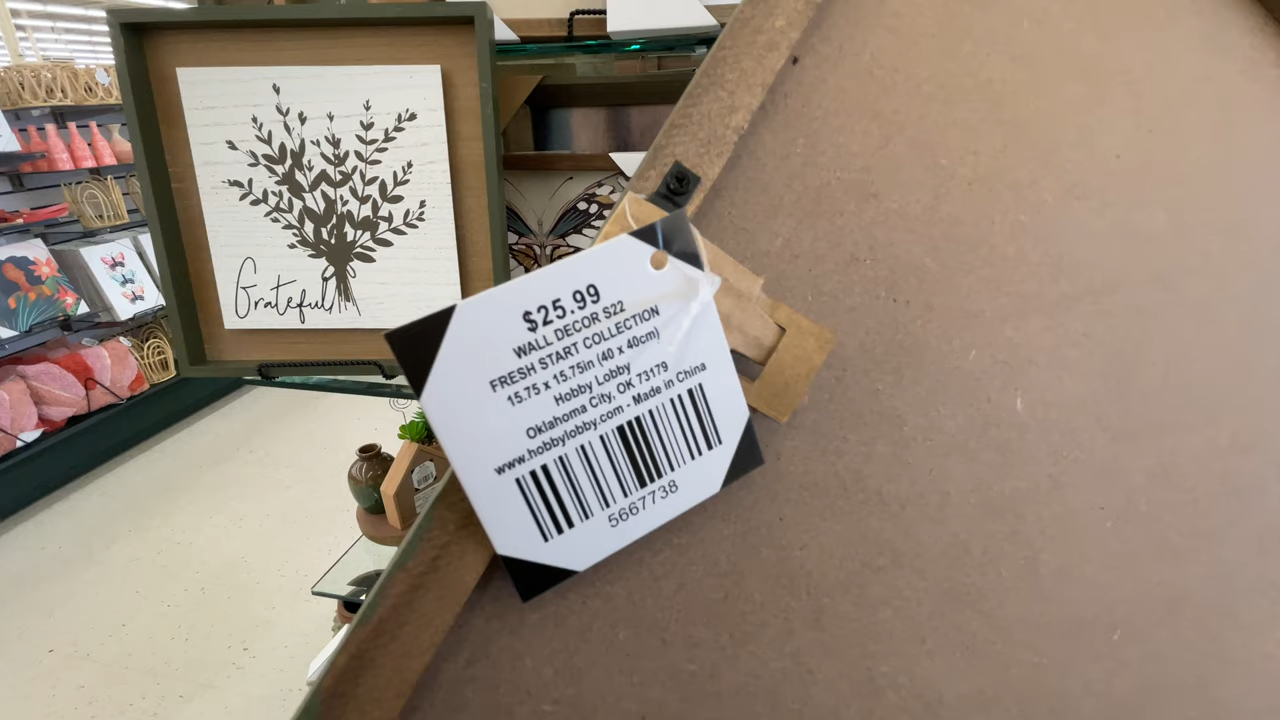 Grateful
$25.99
WALL DECOR S22
FRESH START COLLECTION
15.75 x 15.75in (40 x 40cm)
Hobby Lobby
Oklahoma City, OK 73179
www.hobbylobby.com - Made in China
5667738